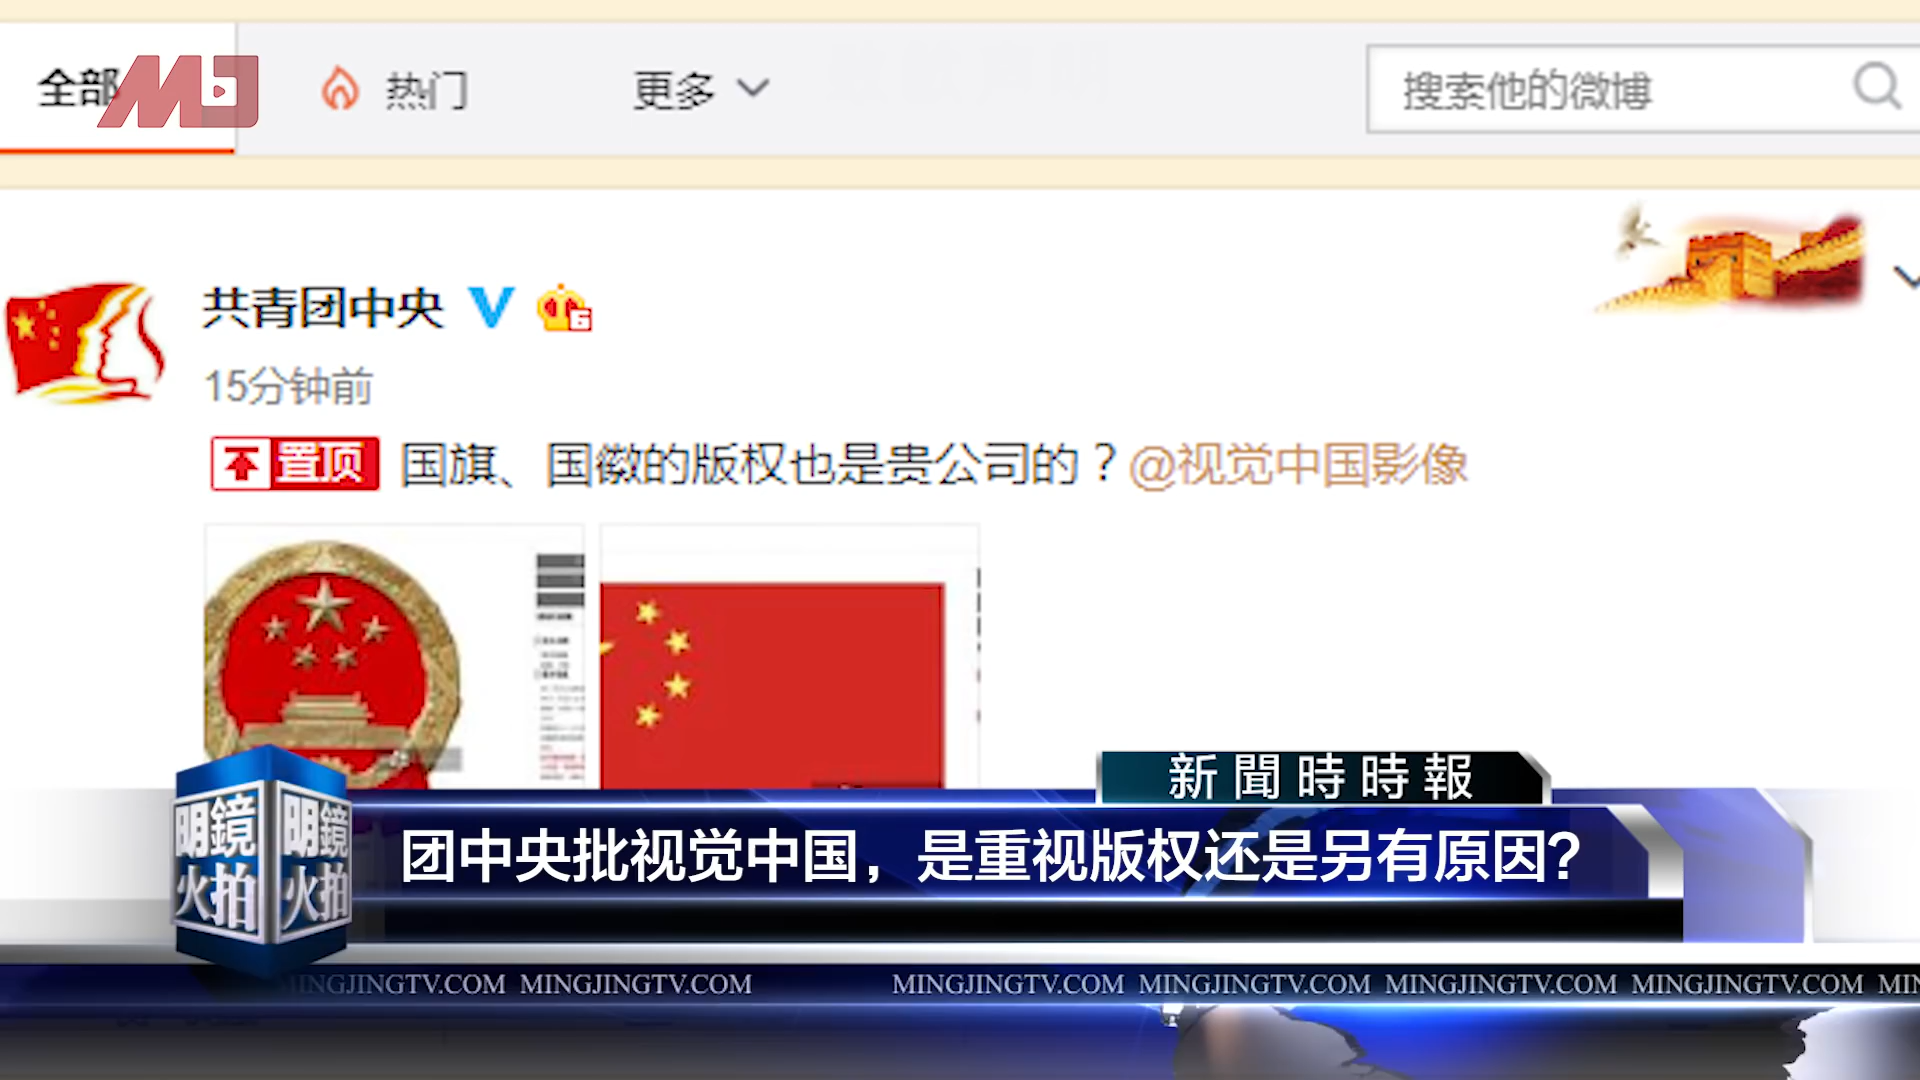 全部
MJ
热门
更多
搜索他的微博
共青团中央
6
15分钟前
置顶 国旗、国徽的版权也是贵公司的？@视觉中国影像
新聞時時報
团中央批视觉中国，是重视版权还是另有原因？
明鏡 明鏡
火拍 火拍
MINGJINGTV.COM MINGJINGTV.COM MINGJINGTV.COM MINGJINGTV.COM MINGJINGTV.COM MINGJINGTV.COM MIN